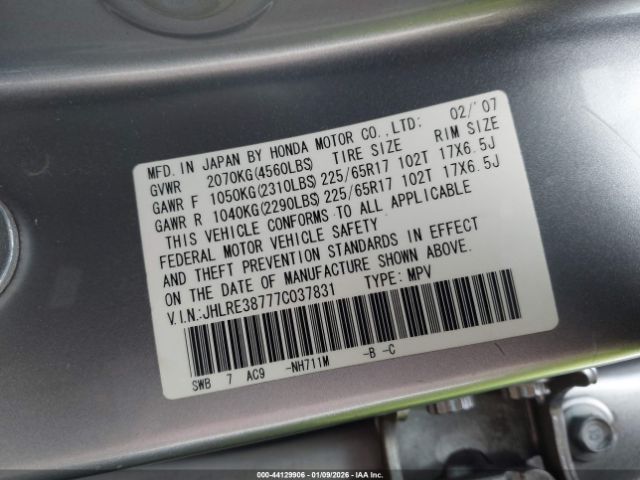 MFD. IN JAPAN BY HONDA MOTOR CO.,LTD: 02/'07
GVWR 2070KG(4560LBS) TIRE SIZE RIM SIZE
GAWR F 1050KG(2310LBS) 225/65R17 102T 17X6.5J
GAWR R 1040KG(2290LBS) 225/65R17 102T 17X6.5J
THIS VEHICLE CONFORMS TO ALL APPLICABLE
FEDERAL MOTOR VEHICLE SAFETY
AND THEFT PREVENTION STANDARDS IN EFFECT
ON THE DATE OF MANUFACTURE SHOWN ABOVE.
V.I.N.:JHLRE38777C037831 TYPE: MPV
SWB 7 AC9 -NH711M -B -C
00-44129906 - 01/09/2026 - IAA Inc.